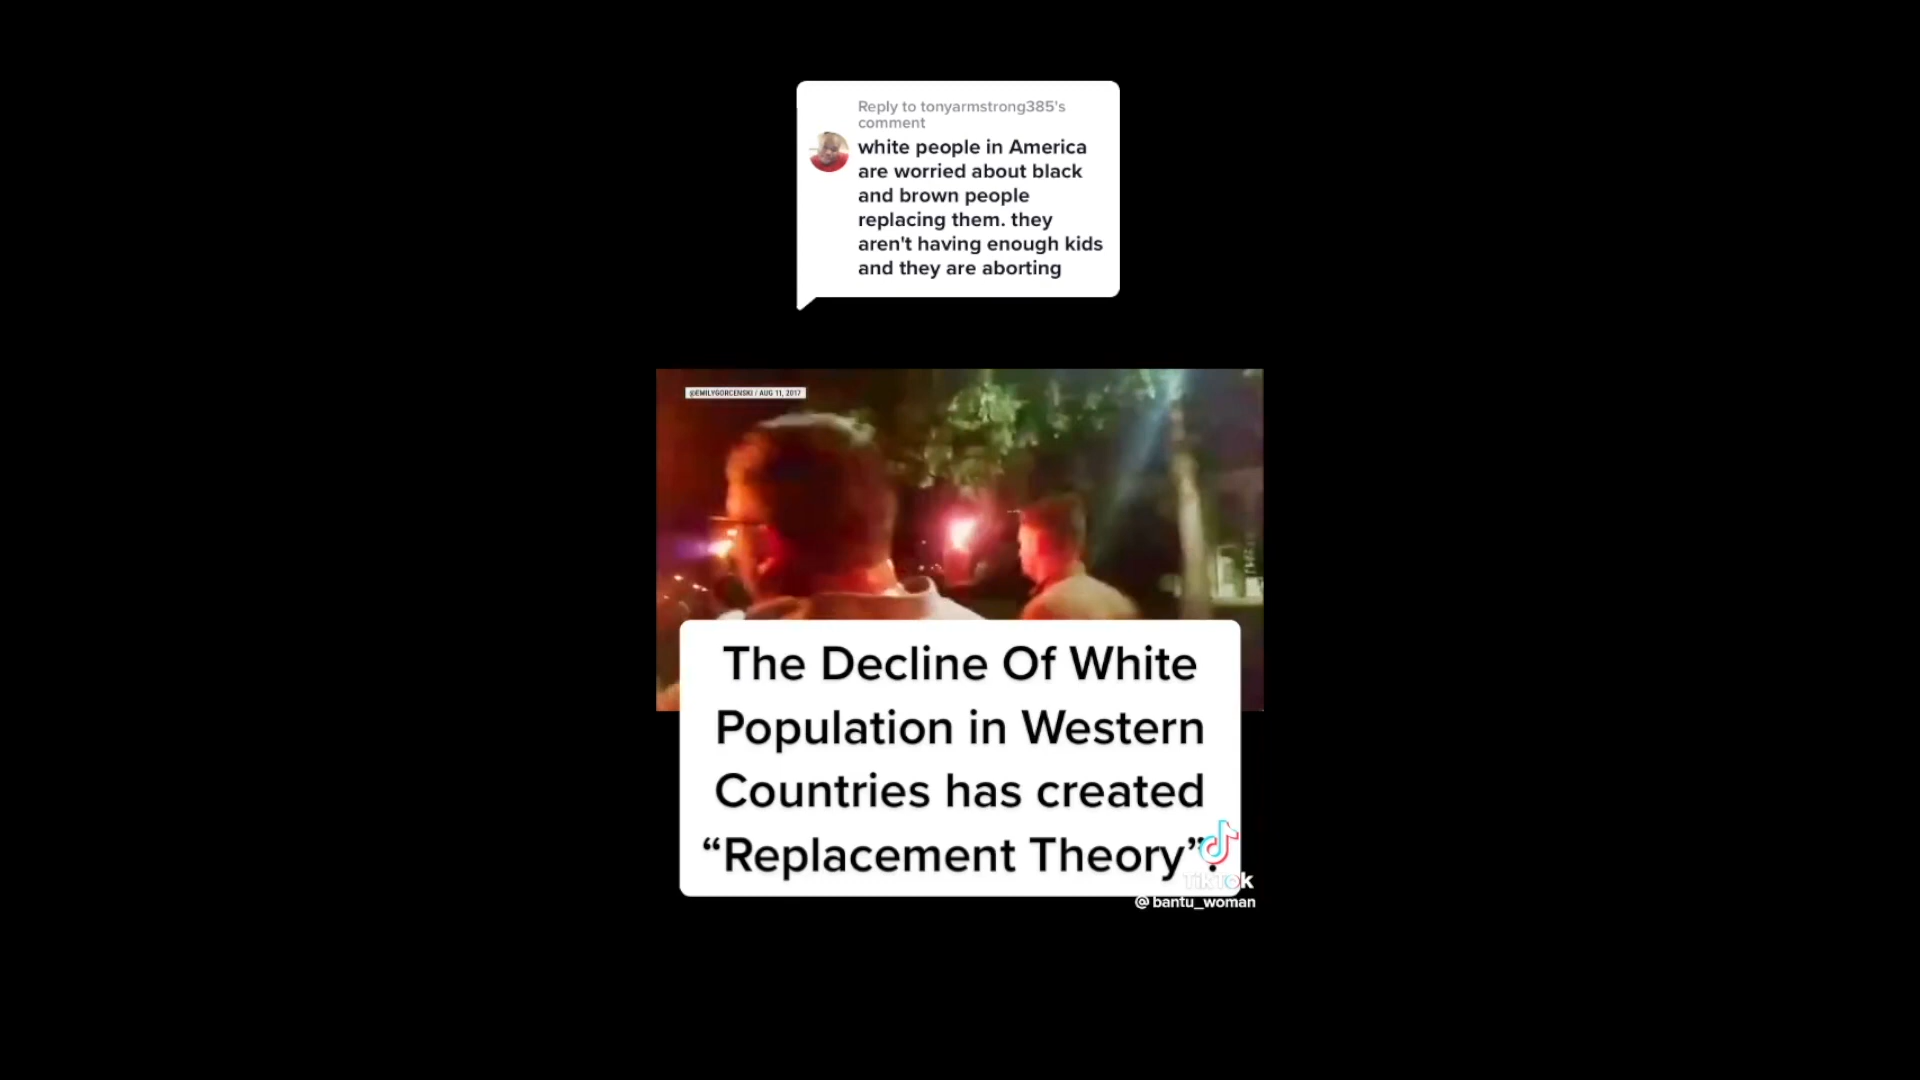 Reply to tonyarmstrong385's
comment
white people in America
are worried about black
and brown people
replacing them. they
aren't having enough kids
and they are aborting
@EMILYGORCENSKI / AUG 11, 2017
The Decline Of White
Population in Western
Countries has created
“Replacement Theory”.
TikTok
@bantu_woman